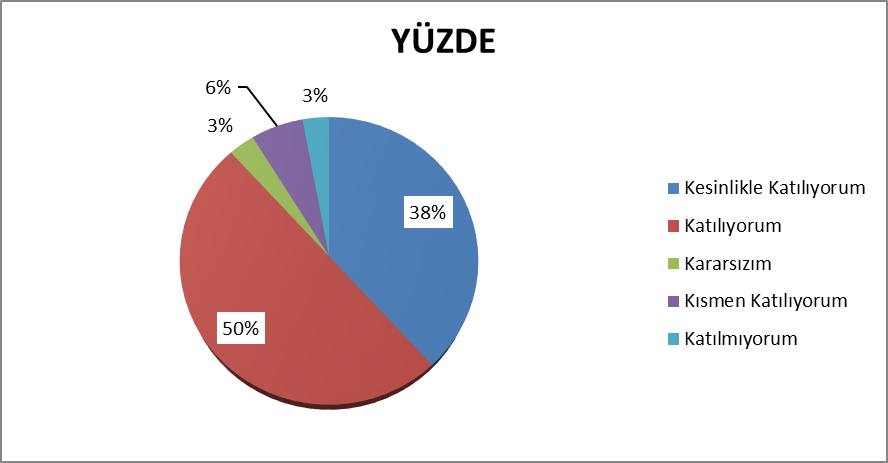 YÜZDE
6%
3%
3%
38%
50%
Kesinlikle Katılıyorum
Katılıyorum
Kararsızım
Kısmen Katılıyorum
Katılmıyorum